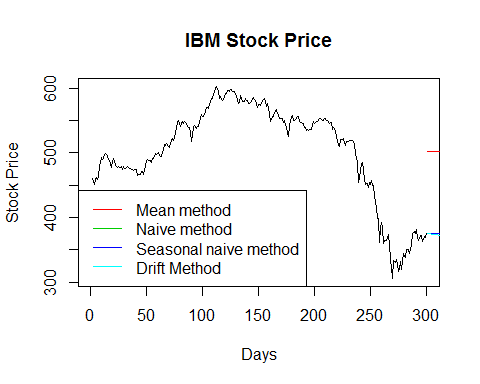 IBM Stock Price
Stock Price
600
500
400
300
Mean method
Naive method
Seasonal naive method
Drift Method
0 50 100 150 200 250 300
Days